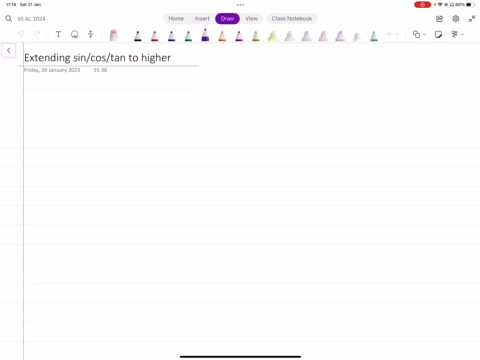 11:14 Sat 21 Jan
60%
S5 AL 2024
Home Insert Draw View Class Notebook
Extending sin/cos/tan to higher
Friday, 20 January 2023 15:38